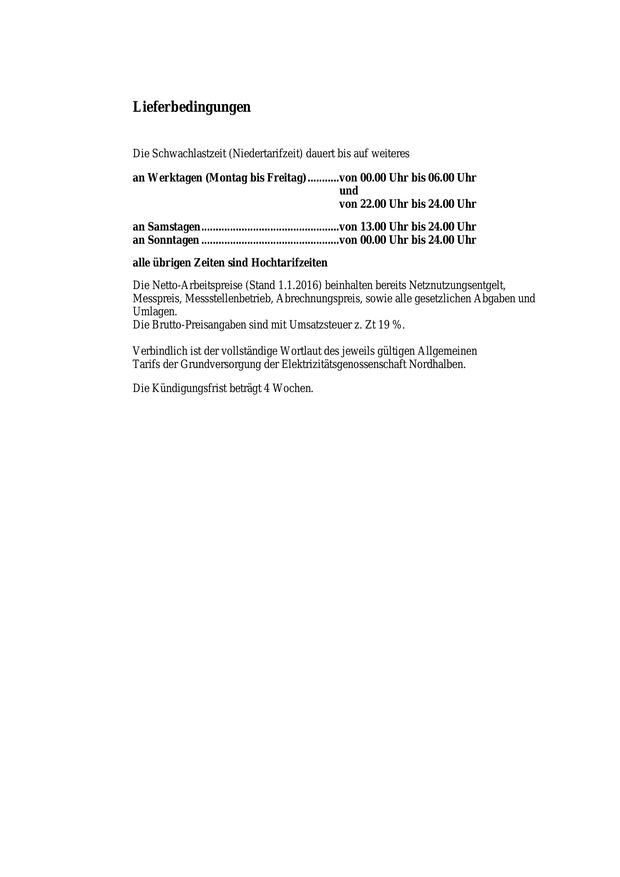 Lieferbedingungen
Die Schwachlastzeit (Niedertarifzeit) dauert bis auf weiteres
an Werktagen (Montag bis Freitag)...........von 00.00 Uhr bis 06.00 Uhr
und
von 22.00 Uhr bis 24.00 Uhr
an Samstagen................................................von 13.00 Uhr bis 24.00 Uhr
an Sonntagen ................................................von 00.00 Uhr bis 24.00 Uhr
alle übrigen Zeiten sind Hochtarifzeiten
Die Netto-Arbeitspreise (Stand 1.1.2016) beinhalten bereits Netznutzungsentgelt,
Messpreis, Messstellenbetrieb, Abrechnungspreis, sowie alle gesetzlichen Abgaben und
Umlagen.
Die Brutto-Preisangaben sind mit Umsatzsteuer z. Zt 19 %.
Verbindlich ist der vollständige Wortlaut des jeweils gültigen Allgemeinen
Tarifs der Grundversorgung der Elektrizitätsgenossenschaft Nordhalben.
Die Kündigungsfrist beträgt 4 Wochen.